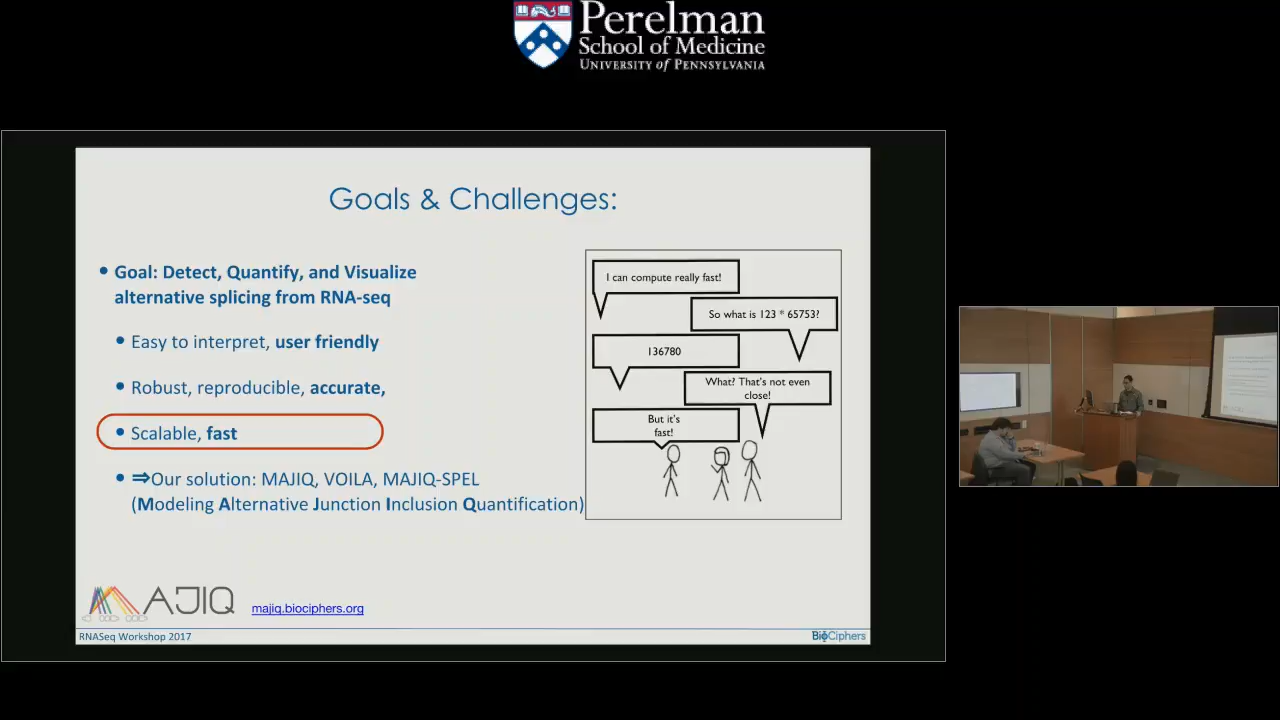 Perelman
School of Medicine
UNIVERSITY of PENNSYLVANIA
Goals & Challenges:
• Goal: Detect, Quantify, and Visualize
alternative splicing from RNA-seq
• Easy to interpret, user friendly
• Robust, reproducible, accurate,
• Scalable, fast
• ⇒Our solution: MAJIQ, VOILA, MAJIQ-SPEL
(Modeling Alternative Junction Inclusion Quantification)
I can compute really fast!
So what is 123 * 65753?
136780
What? That's not even
close!
But it's
fast!
MAJIQ
majiq.biociphers.org
RNASeq Workshop 2017
BioCiphers